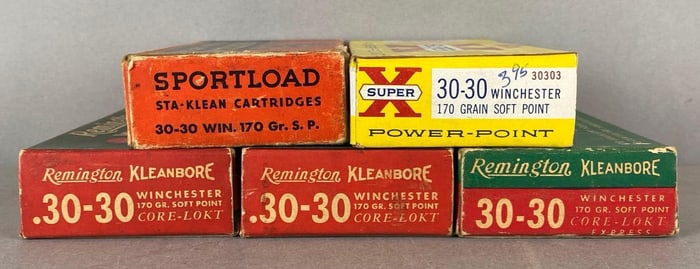 SPORTLOAD
STA-KLEAN CARTRIDGES
30-30 WIN. 170 Gr. S. P.
SUPER X
395
30303
30-30 WINCHESTER
170 GRAIN SOFT POINT
POWER-POINT
Remington KLEANBORE
.30-30 WINCHESTER
170 GR. SOFT POINT
CORE-LOKT
Remington KLEANBORE
.30-30 WINCHESTER
170 GR. SOFT POINT
CORE-LOKT
Remington KLEANBORE
30-30 WINCHESTER
170 GR. SOFT POINT
CORE-LOKT
EXPRESS